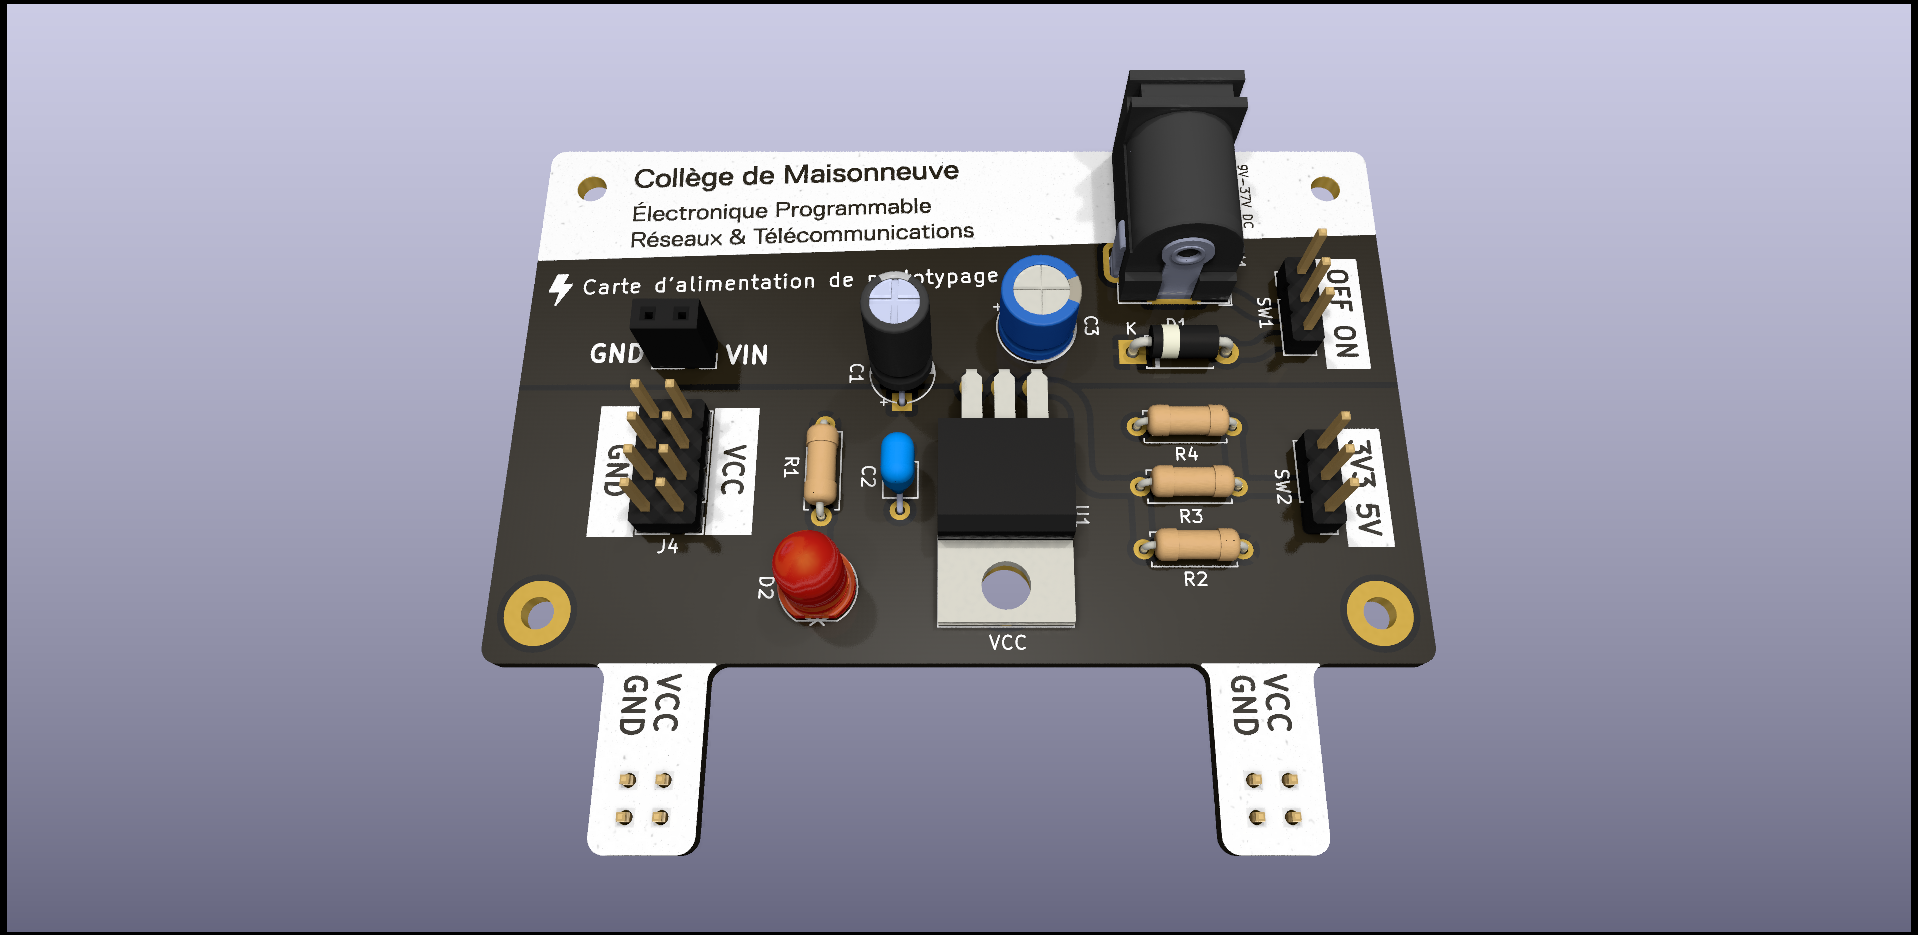 Collège de Maisonneuve
Électronique Programmable
Réseaux & Télécommunications
9V-37V DC
Carte d'alimentation de prototypage
GND
VIN
C1
C3
K
D1
SW1
OFF ON
GND
VCC
J4
R1
C2
U1
R4
R3
R2
SW2
3V3 5V
D2
K
VCC
VCC
GND
VCC
GND